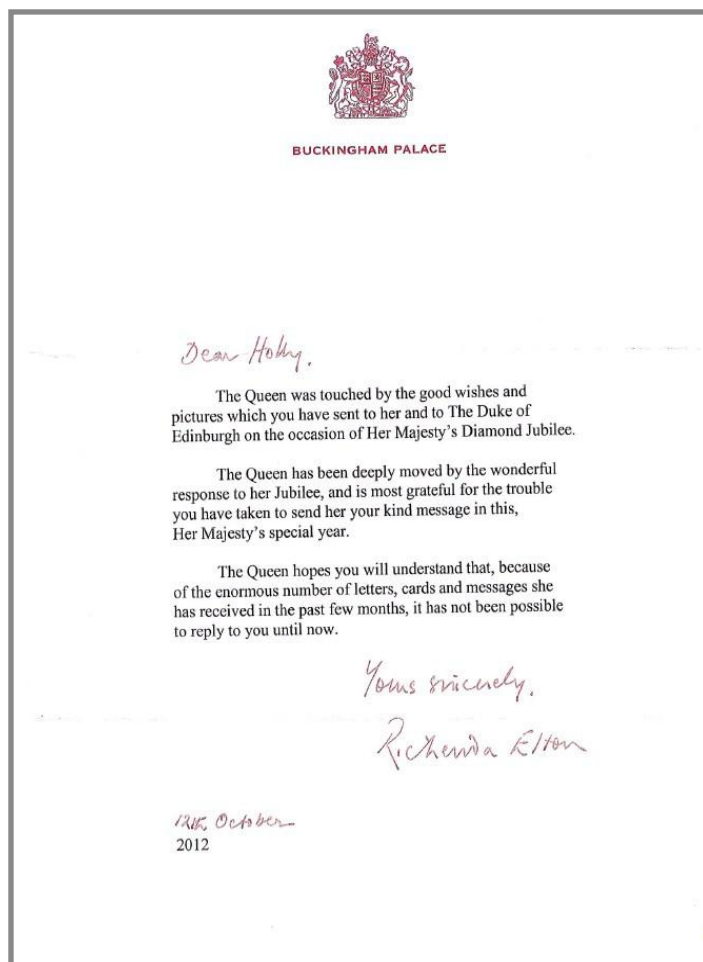 BUCKINGHAM PALACE
Dear Holly,
The Queen was touched by the good wishes and
pictures which you have sent to her and to The Duke of
Edinburgh on the occasion of Her Majesty's Diamond Jubilee.
The Queen has been deeply moved by the wonderful
response to her Jubilee, and is most grateful for the trouble
you have taken to send her your kind message in this,
Her Majesty's special year.
The Queen hopes you will understand that, because
of the enormous number of letters, cards and messages she
has received in the past few months, it has not been possible
to reply to you until now.
Yours sincerely,
Richenda Elton
12th October
2012